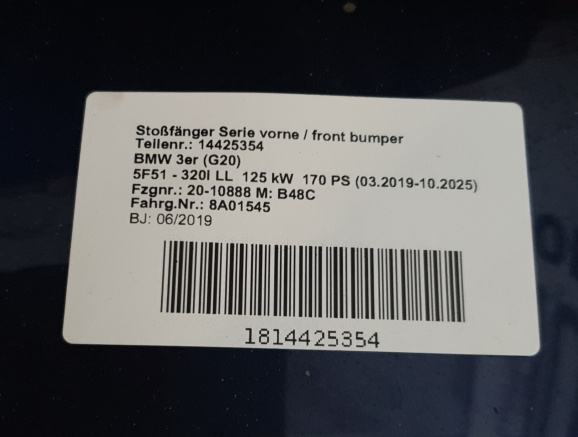 Stoßfänger Serie vorne / front bumper
Teilenr.: 14425354
BMW 3er (G20)
5F51 - 320I LL 125 kW 170 PS (03.2019-10.2025)
Fzgnr.: 20-10888 M: B48C
Fahrg.Nr.: 8A01545
BJ: 06/2019
1814425354